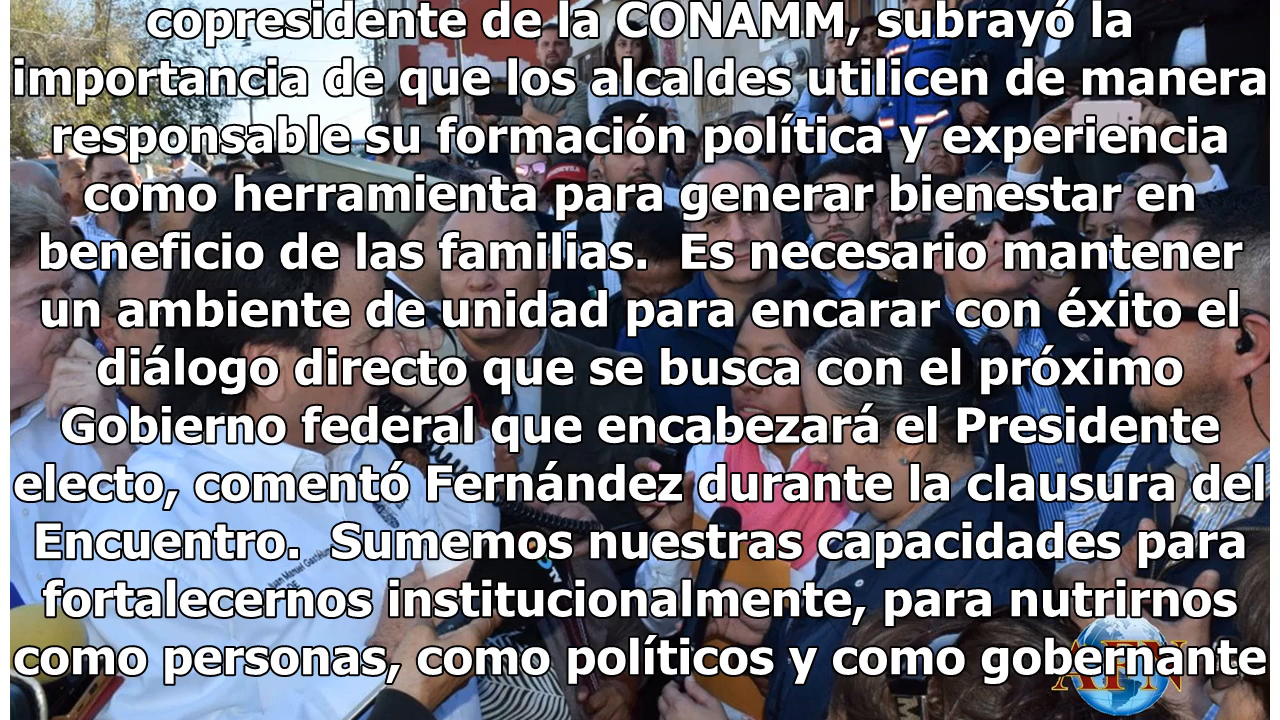 copresidente de la CONAMM, subrayó la
importancia de que los alcaldes utilicen de manera
responsable su formación política y experiencia
como herramienta para generar bienestar en
beneficio de las familias.  Es necesario mantener
un ambiente de unidad para encarar con éxito el
diálogo directo que se busca con el próximo
Gobierno federal que encabezará el Presidente
electo, comentó Fernández durante la clausura del
Encuentro.  Sumemos nuestras capacidades para
fortalecernos institucionalmente, para nutrirnos
como personas, como políticos y como gobernante
Juan Manuel
TV
AFN